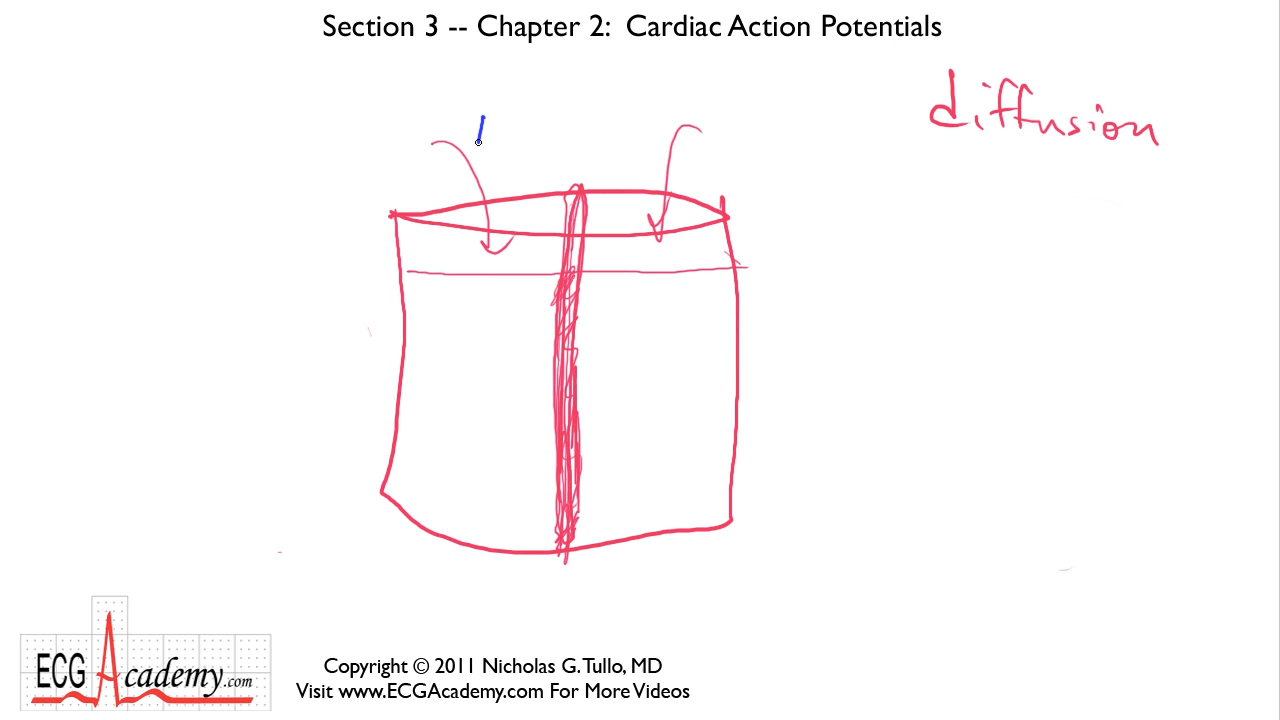 Section 3 -- Chapter 2: Cardiac Action Potentials
diffusion
ECG Academy.com
Copyright © 2011 Nicholas G. Tullo, MD
Visit www.ECGAcademy.com For More Videos